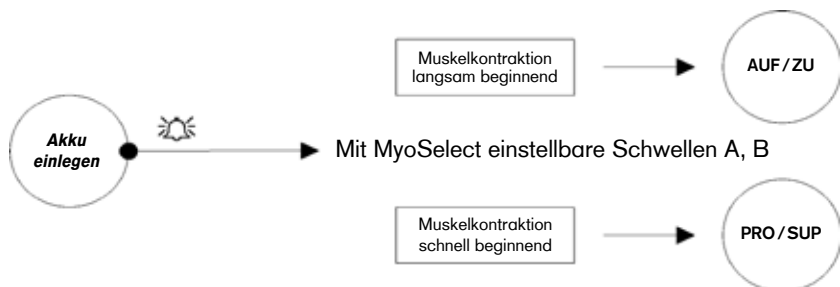 Muskelkontraktion
langsam beginnend
AUF/ZU
Akku
einlegen
Mit MyoSelect einstellbare Schwellen A, B
Muskelkontraktion
schnell beginnend
PRO/SUP